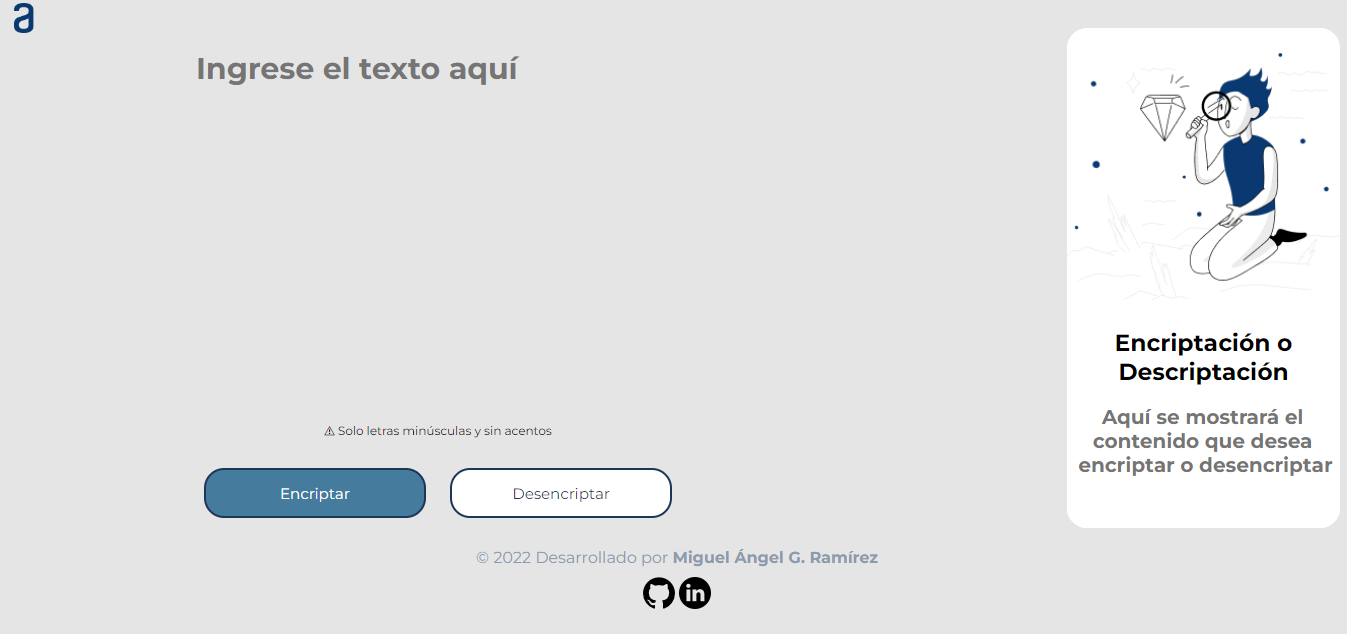 a
Ingrese el texto aquí
⚠ Solo letras minúsculas y sin acentos
Encriptar
Desencriptar
Encriptación o
Descriptación
Aquí se mostrará el
contenido que desea
encriptar o desencriptar
© 2022 Desarrollado por Miguel Ángel G. Ramírez
in